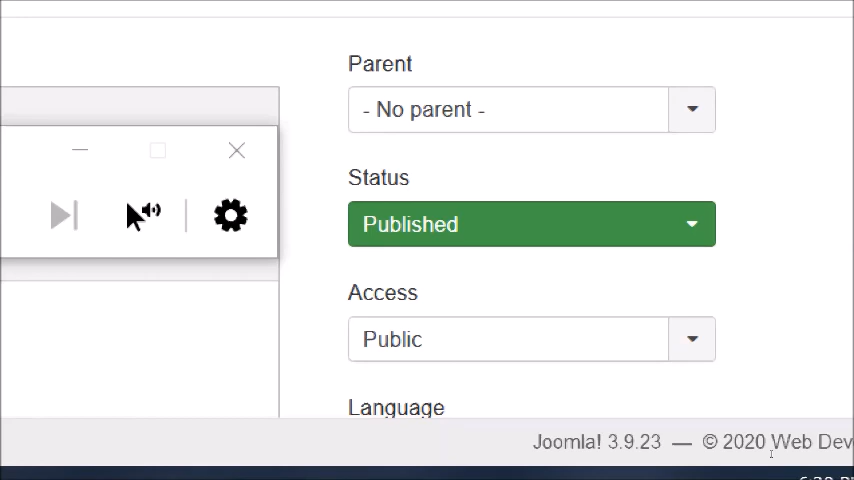 Parent
- No parent -
Status
Published
Access
Public
Language
Joomla! 3.9.23 — © 2020 Web Dev